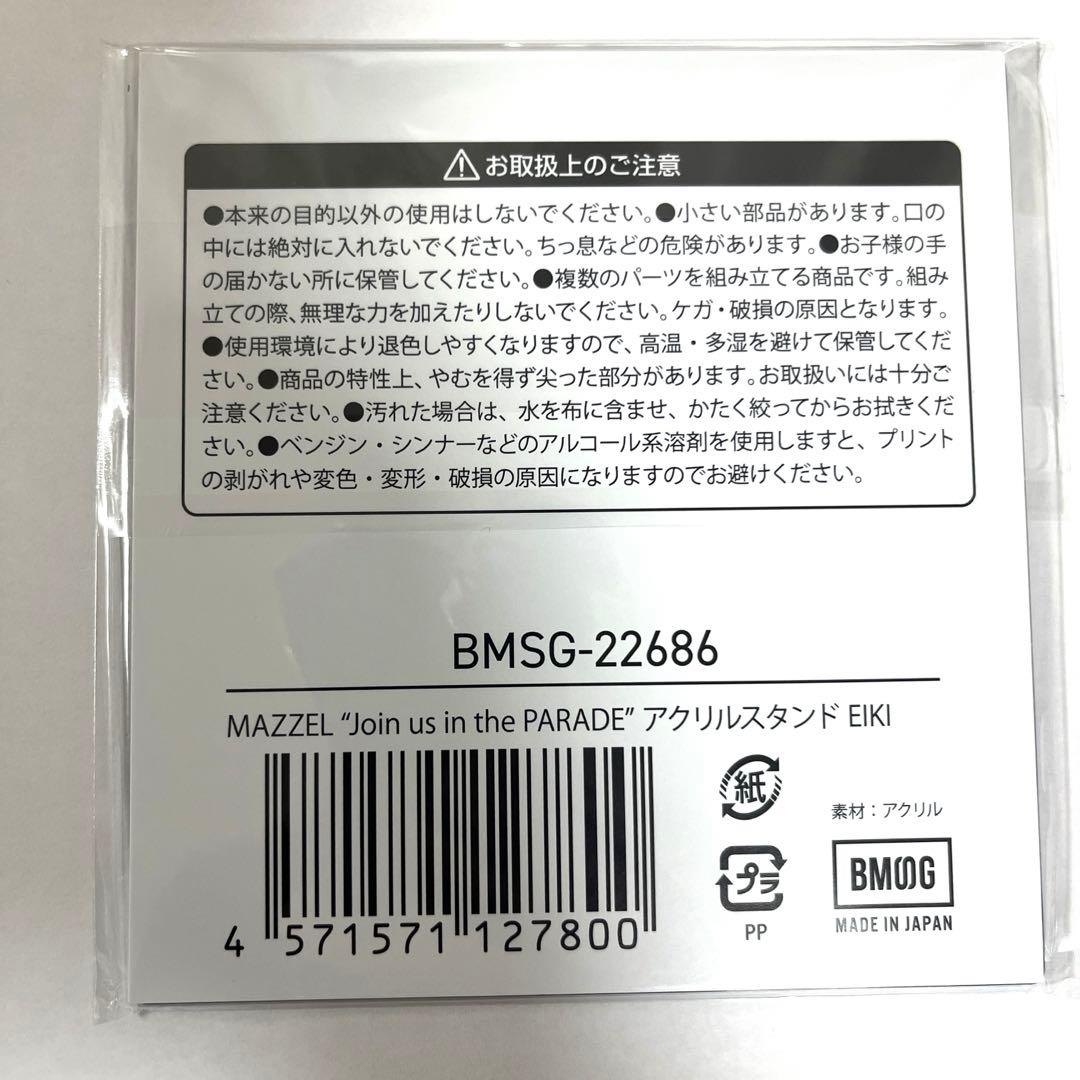 ⚠お取扱上のご注意
●本来の目的以外の使用はしないでください。●小さい部品があります。口の
中には絶対に入れないでください。ちっ息などの危険があります。●お子様の手
の届かない所に保管してください。●複数のパーツを組み立てる商品です。組み
立ての際、無理な力を加えたりしないでください。ケガ・破損の原因となります。
●使用環境により退色しやすくなりますので、高温・多湿を避けて保管してくだ
さい。●商品の特性上、やむを得ず尖った部分があります。お取扱いには十分ご
注意ください。●汚れた場合は、水を布に含ませ、かたく絞ってからお拭きくだ
さい。●ベンジン・シンナーなどのアルコール系溶剤を使用しますと、プリント
の剥がれや変色・変形・破損の原因になりますのでお避けください。
BMSG-22686
MAZZEL “Join us in the PARADE” アクリルスタンド EIKI
4 571571 127800
紙
プラ
PP
素材：アクリル
BMSG
MADE IN JAPAN